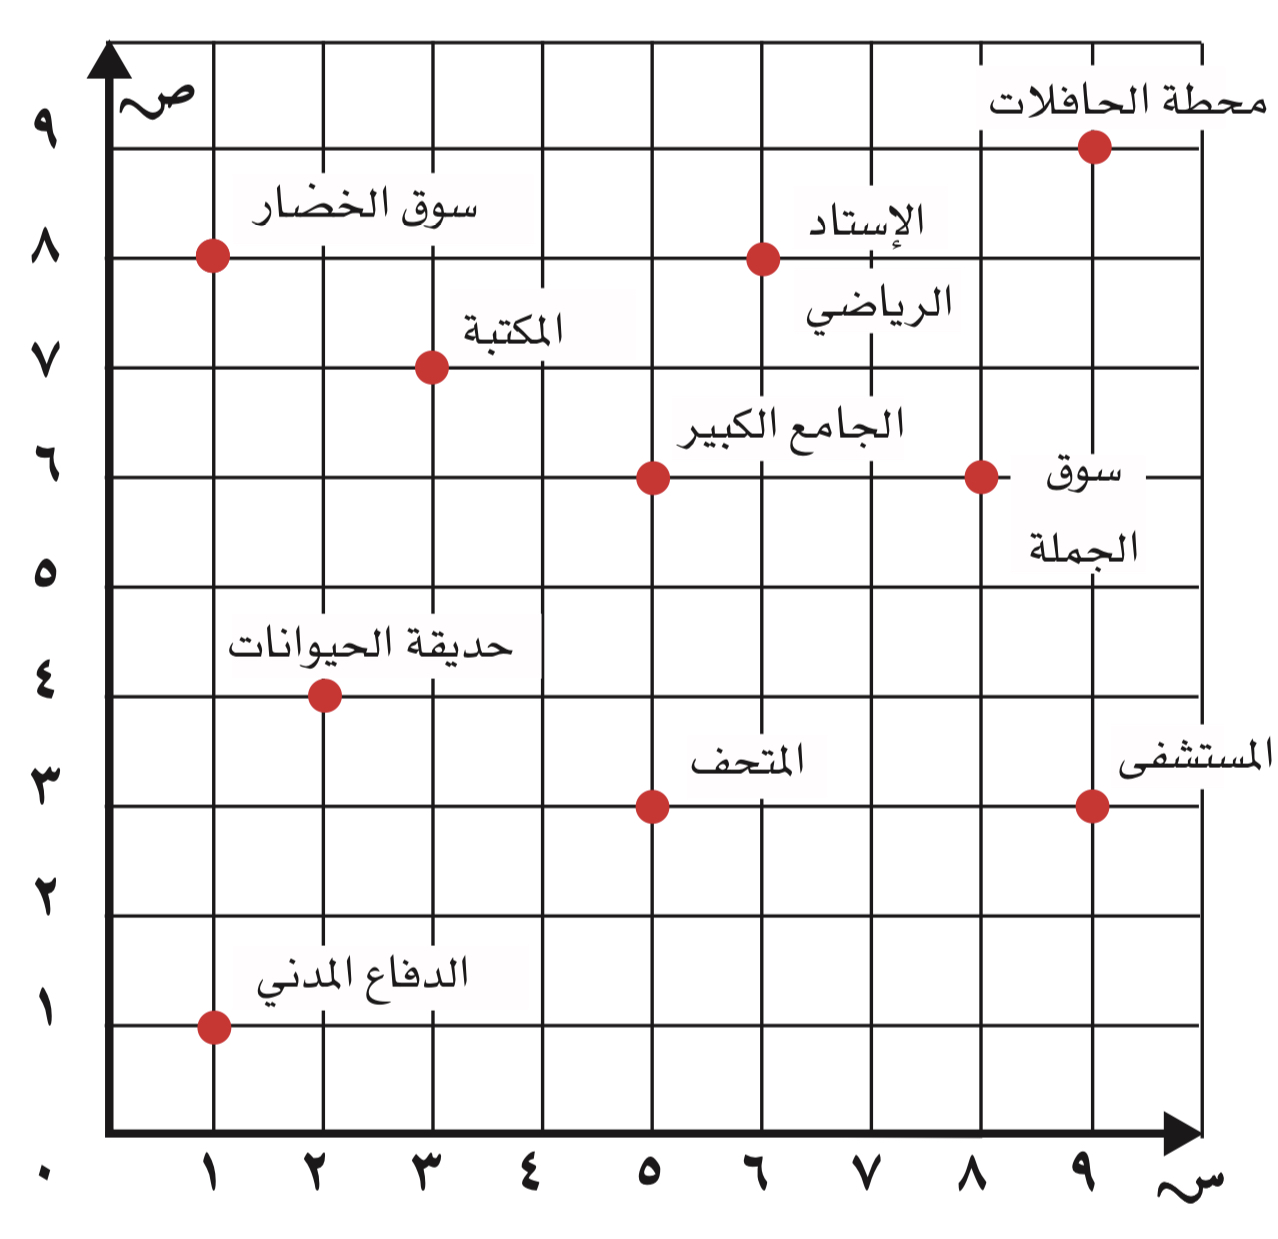 ص
محطة الحافلات
٩
سوق الخضار
الإستاد
الرياضي
٨
المكتبة
٧
الجامع الكبير
٦
سوق
الجملة
٥
حديقة الحيوانات
٤
المتحف
المستشفى
٣
٢
الدفاع المدني
١
٠ ١ ٢ ٣ ٤ ٥ ٦ ٧ ٨ ٩ س